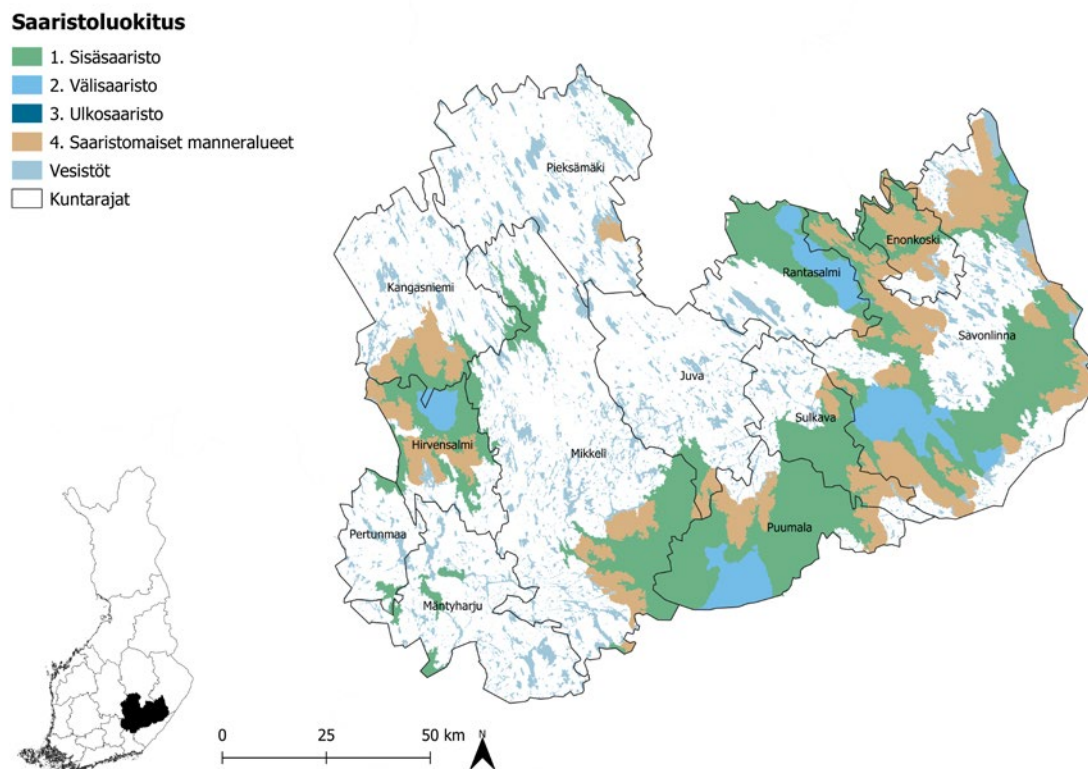 Saaristoluokitus
1. Sisäsaaristo
2. Välisaaristo
3. Ulkosaaristo
4. Saaristomaiset manneralueet
Vesistöt
Kuntarajat
Pieksämäki
Enonkoski
Rantasalmi
Kangasniemi
Savonlinna
Juva
Sulkava
Hirvensalmi
Mikkeli
Puumala
Pertunmaa
Mäntyharju
0 25 50 km
N